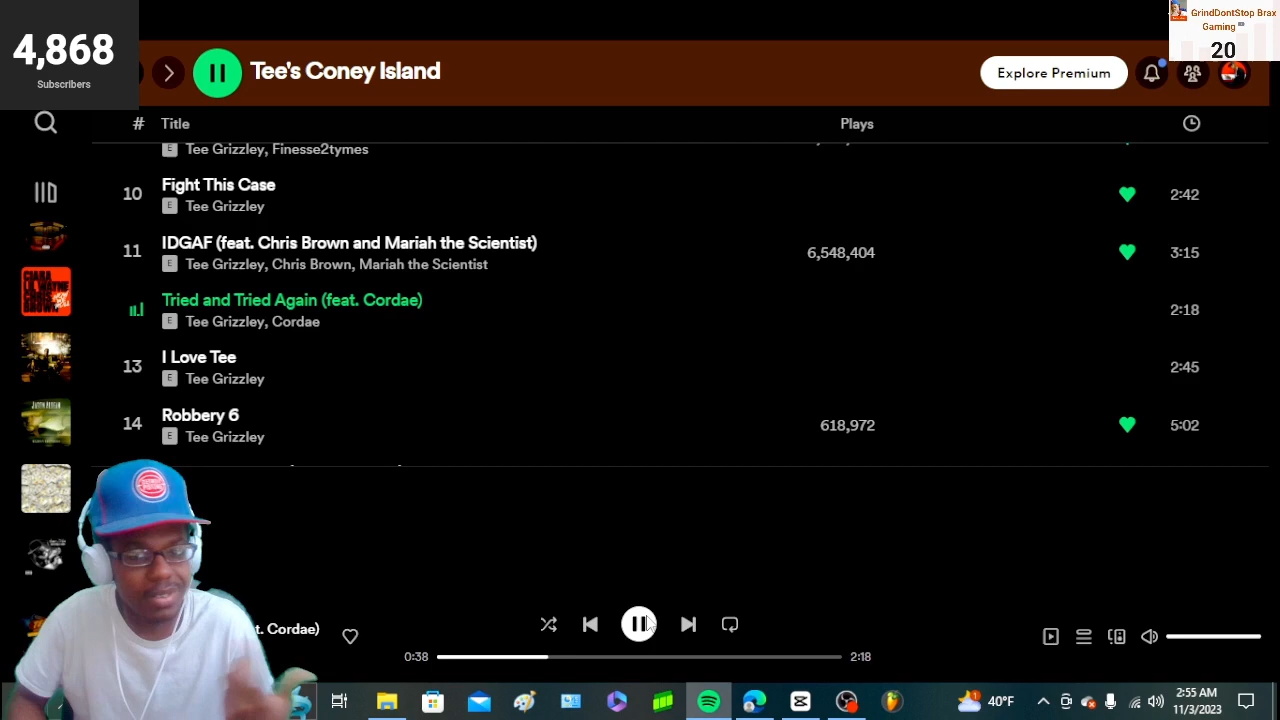 4,868
Subscribers
GrindDontStop Brax
Gaming
20
Tee's Coney Island
Explore Premium
# Title Plays
E Tee Grizzley, Finesse2tymes
10 Fight This Case 2:42
E Tee Grizzley
11 IDGAF (feat. Chris Brown and Mariah the Scientist) 6,548,404 3:15
E Tee Grizzley, Chris Brown, Mariah the Scientist
Tried and Tried Again (feat. Cordae) 2:18
E Tee Grizzley, Cordae
13 I Love Tee 2:45
E Tee Grizzley
14 Robbery 6 618,972 5:02
E Tee Grizzley
DETROIT
PISTONS
t. Cordae)
0:38 2:18
1 40°F
2:55 AM
11/3/2023